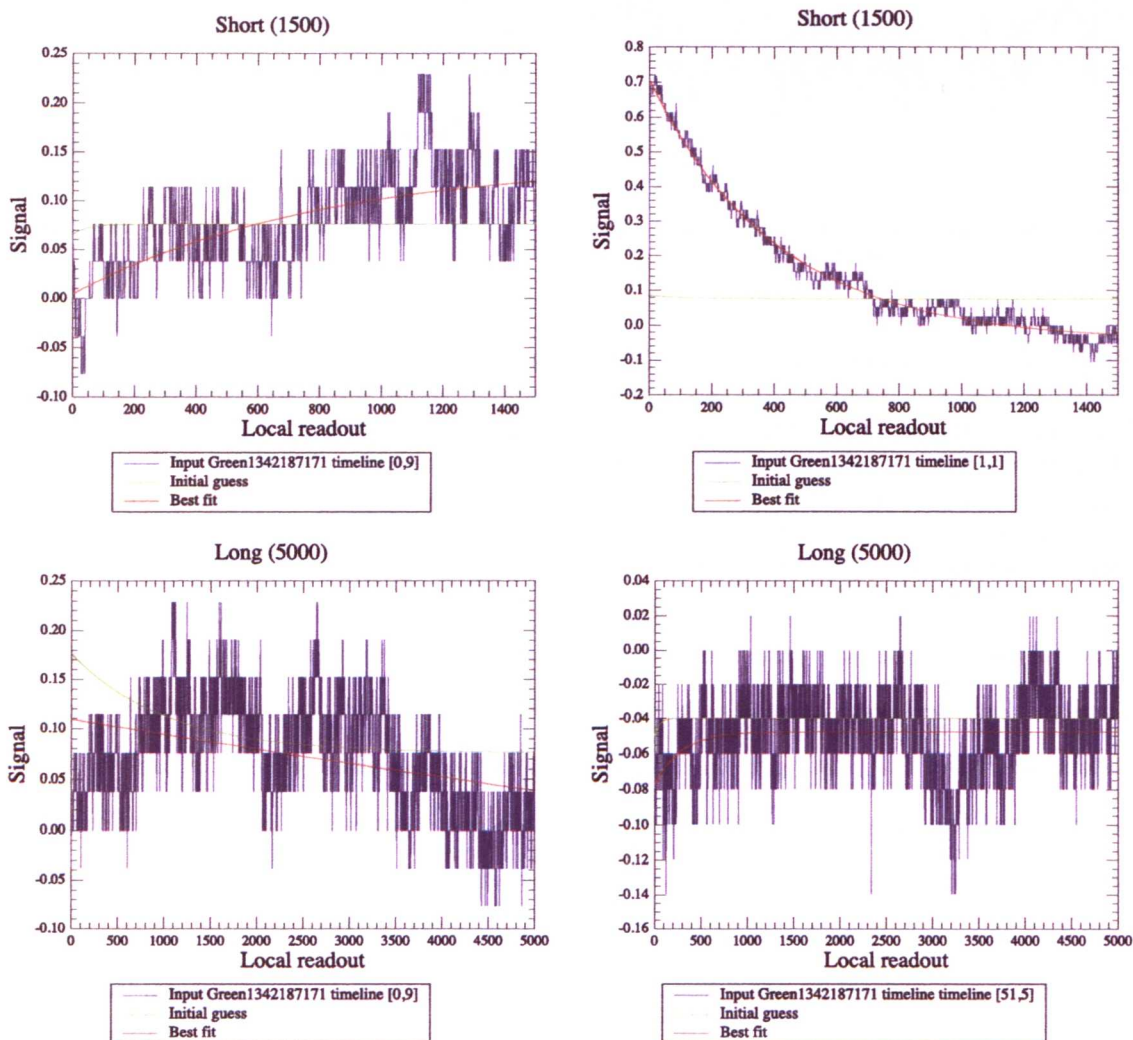 Short (1500)
0.25
0.20
0.15
0.10
0.05
0.00
-0.05
-0.10
Signal
0 200 400 600 800 1000 1200 1400
Local readout
Input Green1342187171 timeline [0,9]
Initial guess
Best fit
Short (1500)
0.8
0.7
0.6
0.5
0.4
0.3
0.2
0.1
0.0
-0.1
-0.2
Signal
0 200 400 600 800 1000 1200 1400
Local readout
Input Green1342187171 timeline [1,1]
Initial guess
Best fit
Long (5000)
0.25
0.20
0.15
0.10
0.05
0.00
-0.05
-0.10
Signal
0 500 1000 1500 2000 2500 3000 3500 4000 4500 5000
Local readout
Input Green1342187171 timeline [0,9]
Initial guess
Best fit
Long (5000)
0.04
0.02
0.00
-0.02
-0.04
-0.06
-0.08
-0.10
-0.12
-0.14
-0.16
Signal
0 500 1000 1500 2000 2500 3000 3500 4000 4500 5000
Local readout
Input Green1342187171 timeline timeline [51,5]
Initial guess
Best fit